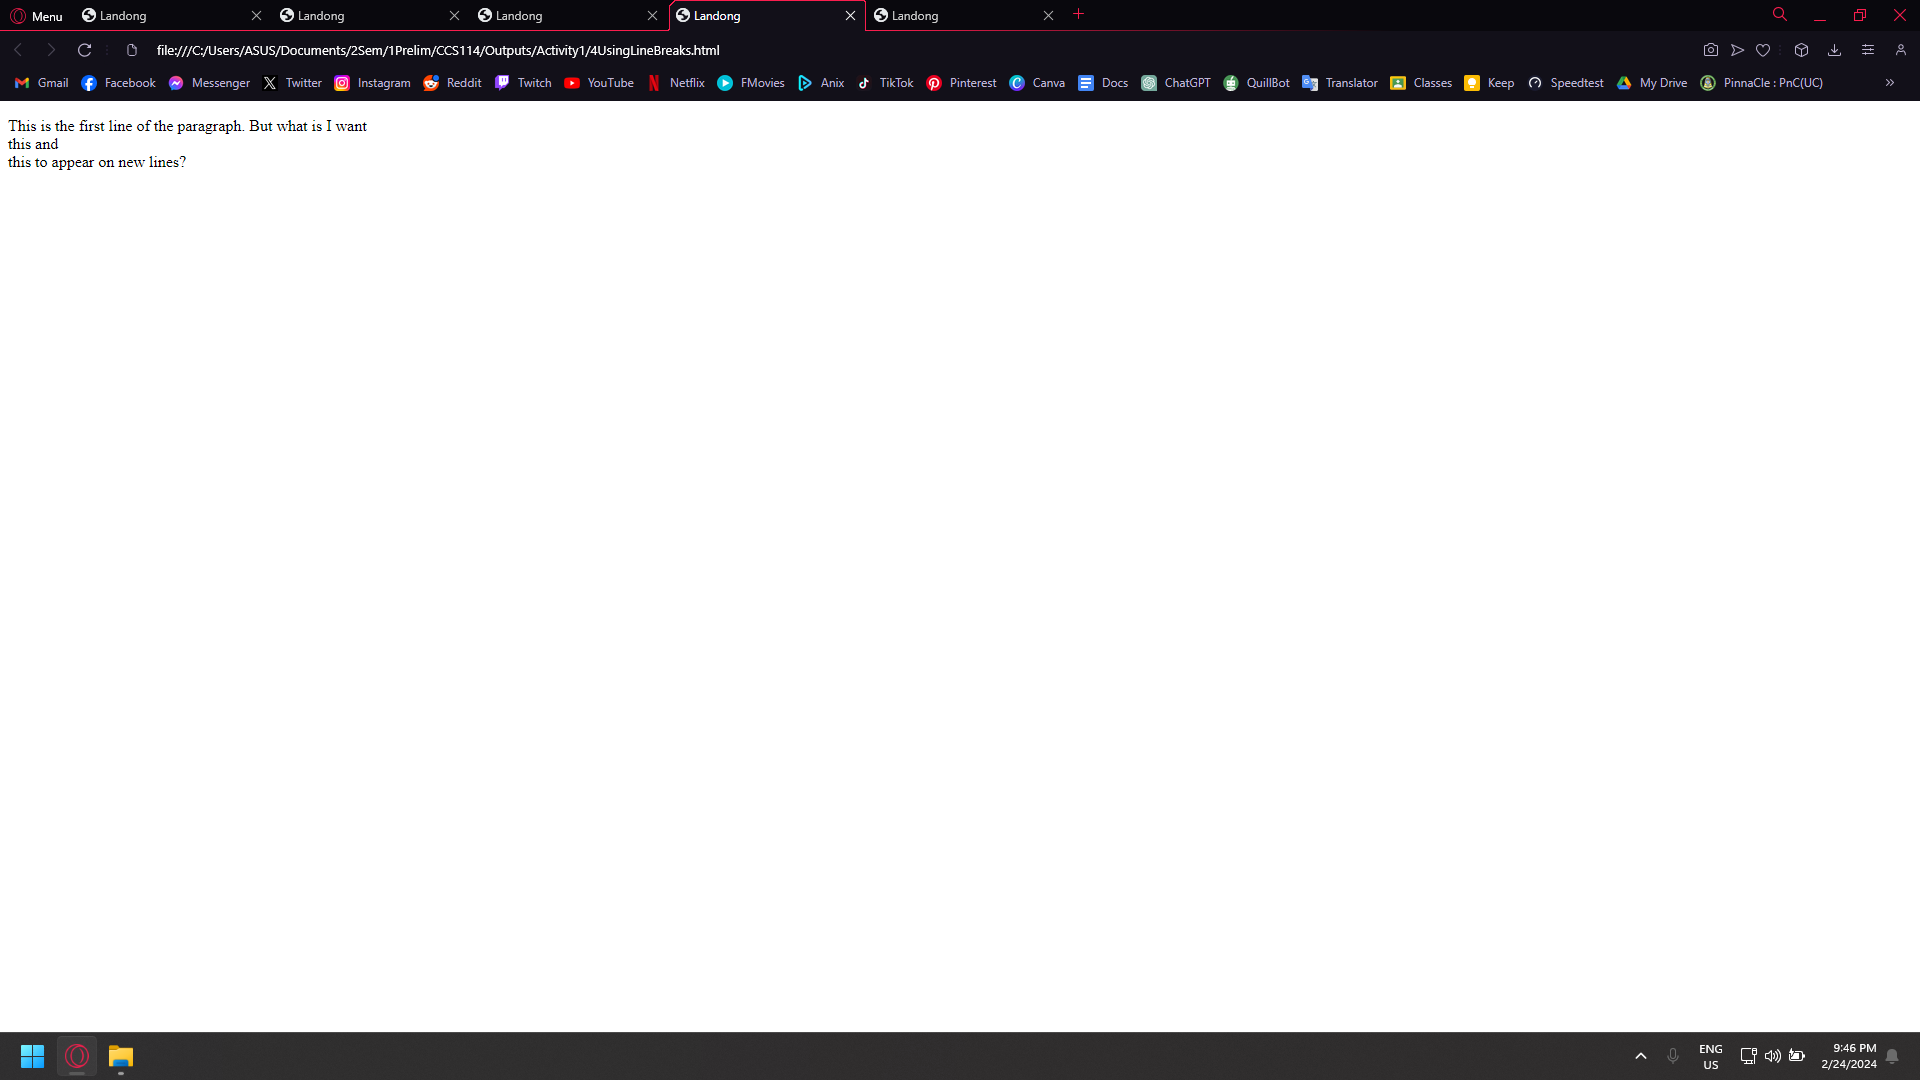 Menu
Landong
Landong
Landong
Landong
Landong
file:///C:/Users/ASUS/Documents/2Sem/1Prelim/CCS114/Outputs/Activity1/4UsingLineBreaks.html
Gmail Facebook Messenger Twitter Instagram Reddit Twitch YouTube Netflix FMovies Anix TikTok Pinterest Canva Docs ChatGPT QuillBot Translator Classes Keep Speedtest My Drive PinnaCle : PnC(UC)
This is the first line of the paragraph. But what is I want
this and
this to appear on new lines?
ENG
US
9:46 PM
2/24/2024